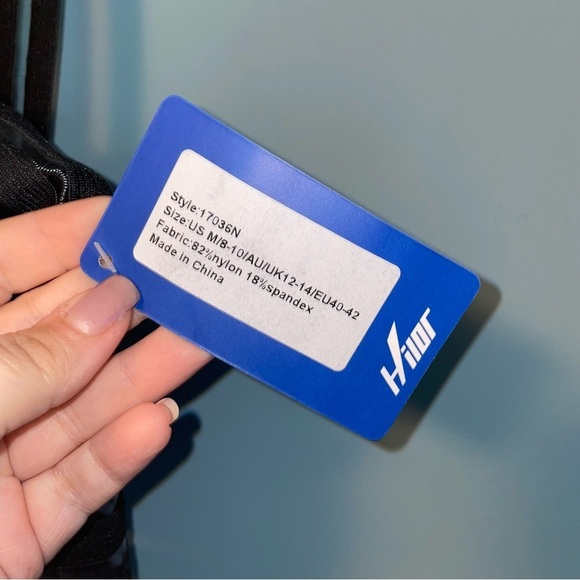 Style:17036N
Size:US M/8-10/AU/UK12-14/EU40-42
Fabric:82%nylon 18%spandex
Made in China
Hilor